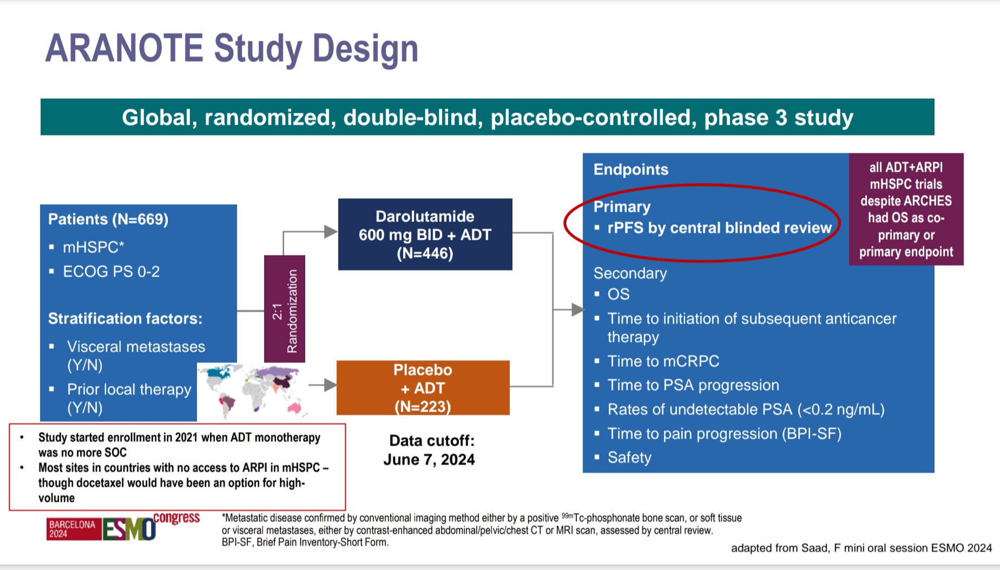 ARANOTE Study Design
Global, randomized, double-blind, placebo-controlled, phase 3 study
Patients (N=669)
▪ mHSPC*
▪ ECOG PS 0-2
Stratification factors:
▪ Visceral metastases
(Y/N)
▪ Prior local therapy
(Y/N)
2:1
Randomization
Darolutamide
600 mg BID + ADT
(N=446)
Placebo
+ ADT
(N=223)
Data cutoff:
June 7, 2024
Endpoints
Primary
▪ rPFS by central blinded review
Secondary
▪ OS
▪ Time to initiation of subsequent anticancer
therapy
▪ Time to mCRPC
▪ Time to PSA progression
▪ Rates of undetectable PSA (<0.2 ng/mL)
▪ Time to pain progression (BPI-SF)
▪ Safety
all ADT+ARPI
mHSPC trials
despite ARCHES
had OS as co-
primary or
primary endpoint
• Study started enrollment in 2021 when ADT monotherapy
was no more SOC
• Most sites in countries with no access to ARPI in mHSPC –
though docetaxel would have been an option for high-
volume
BARCELONA
2024
ESMO
congress
*Metastatic disease confirmed by conventional imaging method either by a positive ⁹⁹ᵐTc-phosphonate bone scan, or soft tissue
or visceral metastases, either by contrast-enhanced abdominal/pelvic/chest CT or MRI scan, assessed by central review.
BPI-SF, Brief Pain Inventory-Short Form.
adapted from Saad, F mini oral session ESMO 2024